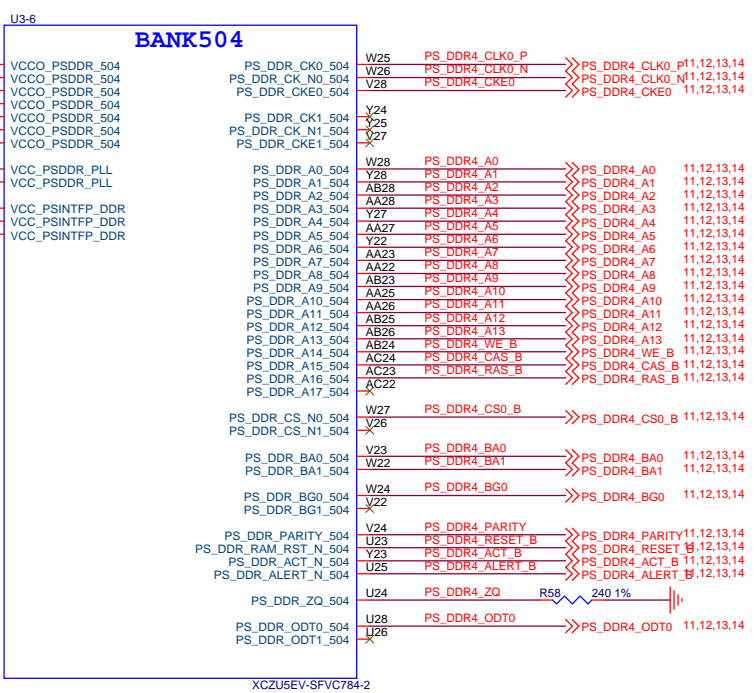 U3-6
BANK504
VCCO_PSDDR_504 PS_DDR_CK0_504 W25 PS_DDR4_CLK0_P PS_DDR4_CLK0_P 11,12,13,14
VCCO_PSDDR_504 PS_DDR_CK_N0_504 W26 PS_DDR4_CLK0_N PS_DDR4_CLK0_N 11,12,13,14
VCCO_PSDDR_504 PS_DDR_CKE0_504 V28 PS_DDR4_CKE0 PS_DDR4_CKE0 11,12,13,14
VCCO_PSDDR_504
VCCO_PSDDR_504 PS_DDR_CK1_504 Y24
VCCO_PSDDR_504 PS_DDR_CK_N1_504 Y25
VCCO_PSDDR_504 PS_DDR_CKE1_504 V27
VCC_PSDDR_PLL PS_DDR_A0_504 W28 PS_DDR4_A0 PS_DDR4_A0 11,12,13,14
VCC_PSDDR_PLL PS_DDR_A1_504 Y28 PS_DDR4_A1 PS_DDR4_A1 11,12,13,14
PS_DDR_A2_504 AB28 PS_DDR4_A2 PS_DDR4_A2 11,12,13,14
VCC_PSINTFP_DDR PS_DDR_A3_504 AA28 PS_DDR4_A3 PS_DDR4_A3 11,12,13,14
VCC_PSINTFP_DDR PS_DDR_A4_504 Y27 PS_DDR4_A4 PS_DDR4_A4 11,12,13,14
VCC_PSINTFP_DDR PS_DDR_A5_504 AA27 PS_DDR4_A5 PS_DDR4_A5 11,12,13,14
PS_DDR_A6_504 Y22 PS_DDR4_A6 PS_DDR4_A6 11,12,13,14
PS_DDR_A7_504 AA23 PS_DDR4_A7 PS_DDR4_A7 11,12,13,14
PS_DDR_A8_504 AA22 PS_DDR4_A8 PS_DDR4_A8 11,12,13,14
PS_DDR_A9_504 AB23 PS_DDR4_A9 PS_DDR4_A9 11,12,13,14
PS_DDR_A10_504 AA25 PS_DDR4_A10 PS_DDR4_A10 11,12,13,14
PS_DDR_A11_504 AA26 PS_DDR4_A11 PS_DDR4_A11 11,12,13,14
PS_DDR_A12_504 AB25 PS_DDR4_A12 PS_DDR4_A12 11,12,13,14
PS_DDR_A13_504 AB26 PS_DDR4_A13 PS_DDR4_A13 11,12,13,14
PS_DDR_A14_504 AB24 PS_DDR4_WE_B PS_DDR4_WE_B 11,12,13,14
PS_DDR_A15_504 AC24 PS_DDR4_CAS_B PS_DDR4_CAS_B 11,12,13,14
PS_DDR_A16_504 AC23 PS_DDR4_RAS_B PS_DDR4_RAS_B 11,12,13,14
PS_DDR_A17_504 AC22
PS_DDR_CS_N0_504 W27 PS_DDR4_CS0_B PS_DDR4_CS0_B 11,12,13,14
PS_DDR_CS_N1_504 V26
PS_DDR_BA0_504 V23 PS_DDR4_BA0 PS_DDR4_BA0 11,12,13,14
PS_DDR_BA1_504 W22 PS_DDR4_BA1 PS_DDR4_BA1 11,12,13,14
PS_DDR_BG0_504 W24 PS_DDR4_BG0 PS_DDR4_BG0 11,12,13,14
PS_DDR_BG1_504 V22
PS_DDR_PARITY_504 V24 PS_DDR4_PARITY PS_DDR4_PARITY 11,12,13,14
PS_DDR_RAM_RST_N_504 U23 PS_DDR4_RESET_B PS_DDR4_RESET_B 11,12,13,14
PS_DDR_ACT_N_504 Y23 PS_DDR4_ACT_B PS_DDR4_ACT_B 11,12,13,14
PS_DDR_ALERT_N_504 U25 PS_DDR4_ALERT_B PS_DDR4_ALERT_B 11,12,13,14
PS_DDR_ZQ_504 U24 PS_DDR4_ZQ R58 240 1%
PS_DDR_ODT0_504 U28 PS_DDR4_ODT0 PS_DDR4_ODT0 11,12,13,14
PS_DDR_ODT1_504 U26
XCZU5EV-SFVC784-2